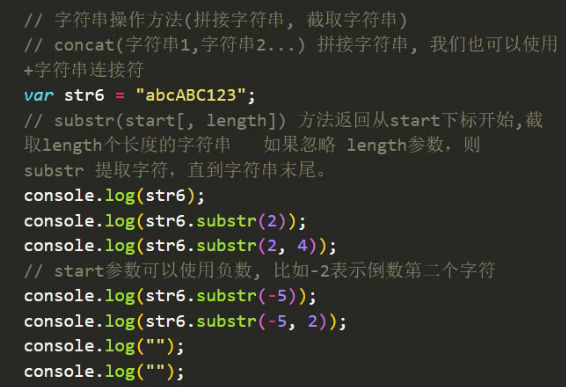 // 字符串操作方法(拼接字符串, 截取字符串)
// concat(字符串1,字符串2...) 拼接字符串, 我们也可以使用
+字符串连接符
var str6 = "abcABC123";
// substr(start[, length]) 方法返回从start下标开始,截
取length个长度的字符串   如果忽略 length参数，则
substr 提取字符，直到字符串末尾。
console.log(str6);
console.log(str6.substr(2));
console.log(str6.substr(2, 4));
// start参数可以使用负数, 比如-2表示倒数第二个字符
console.log(str6.substr(-5));
console.log(str6.substr(-5, 2));
console.log("");
console.log("");